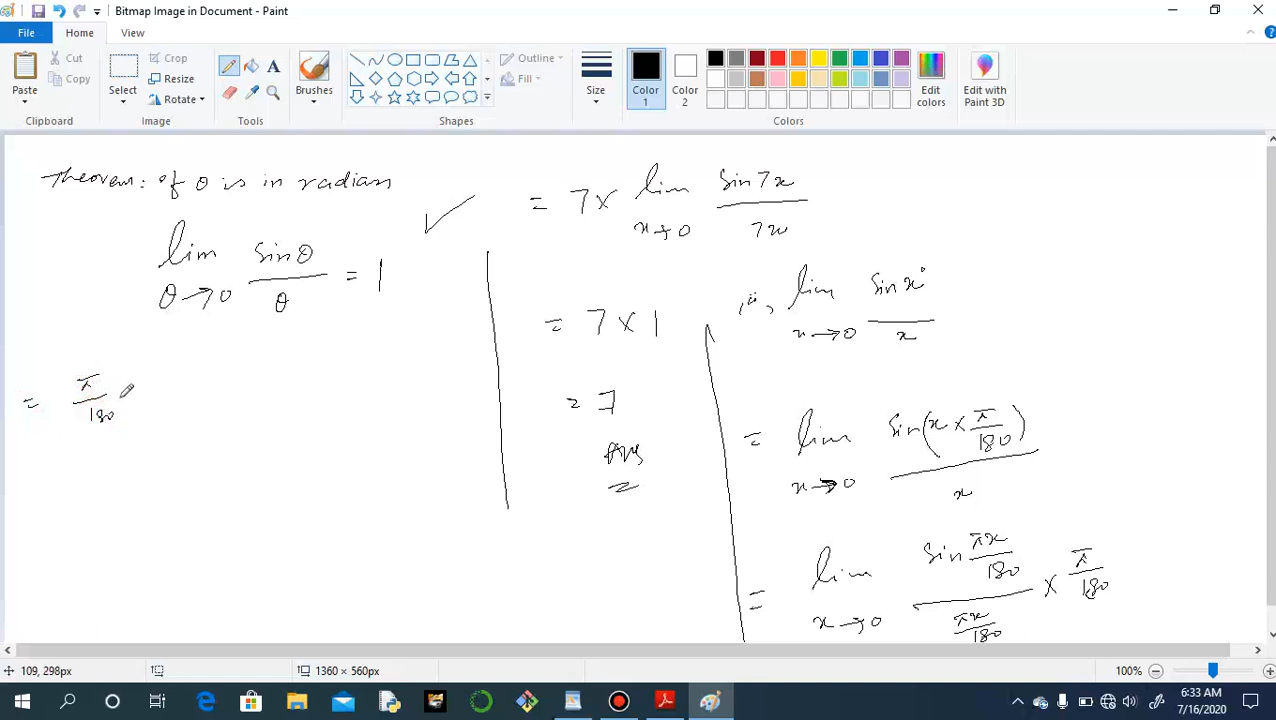 Bitmap Image in Document - Paint
File Home View
Paste Cut Copy Clipboard
Select Crop Resize Rotate Image
Tools
Brushes
Shapes Outline Fill
Size
Color 1 Color 2 Colors
Edit colors
Edit with Paint 3D
Theorem: If θ is in radian
lim θ→0 sinθ/θ = 1
= π/180
= 7× lim x→0 sin7x/7x
= 7×1
= 7
Ans
ii, lim x→0 sinx°/x
= lim x→0 sin(x×π/180)/x
= lim x→0 sin πx/180 / πx/180 × π/180
109, 298px
1360 × 560px
100%
6:33 AM
7/16/2020